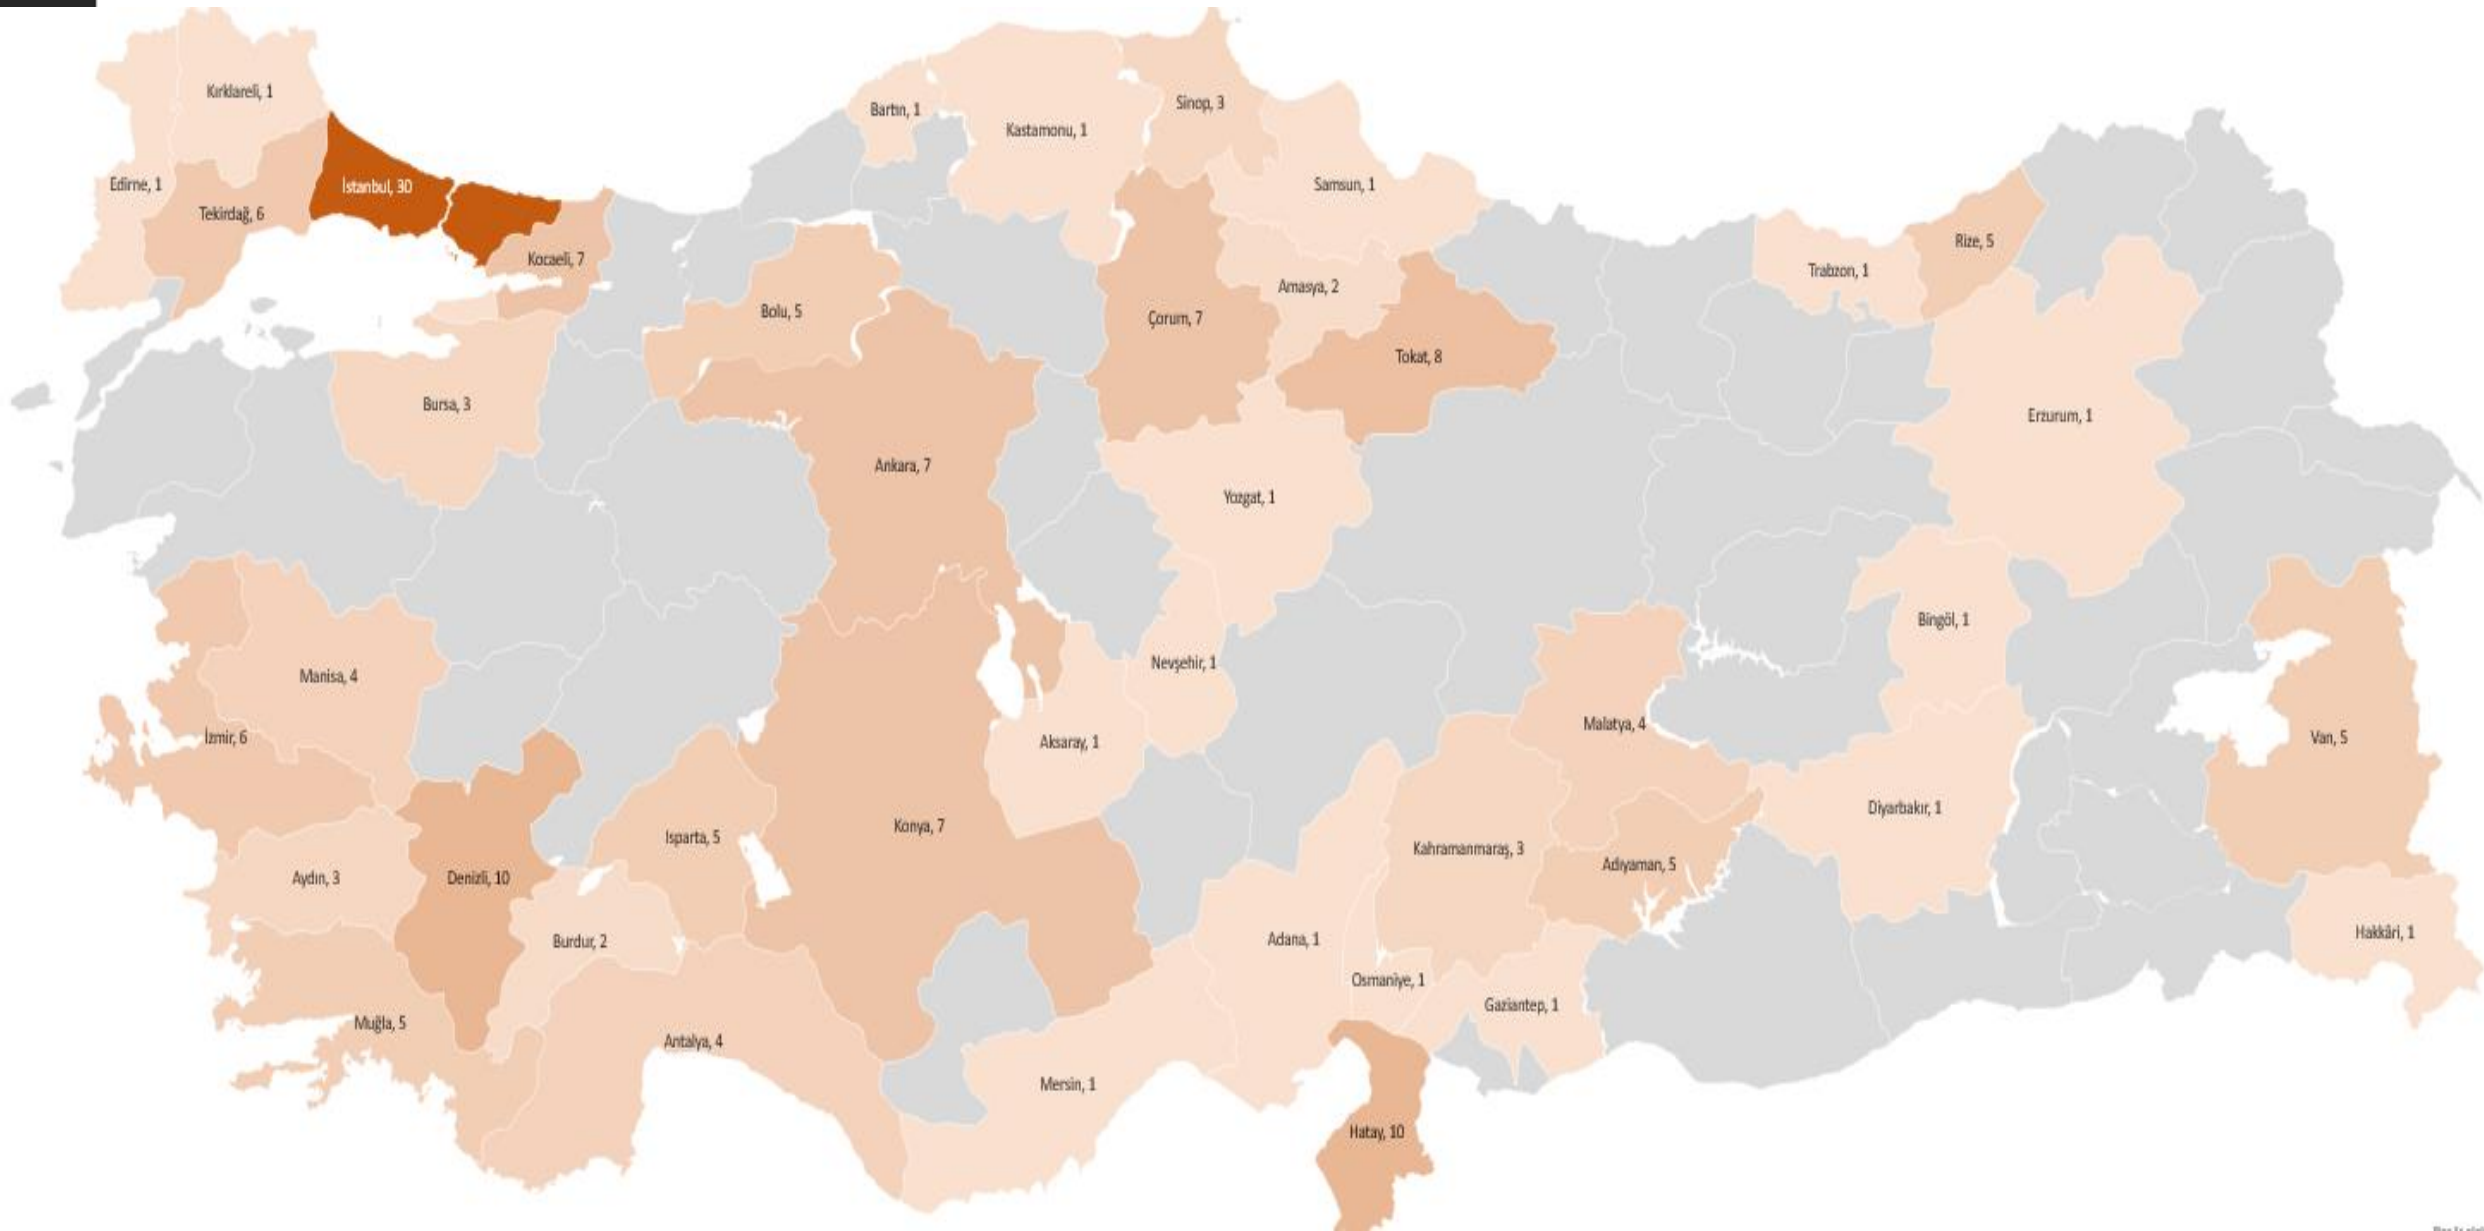 Kırklareli, 1
Bartın, 1
Sinop, 3
Kastamonu, 1
Edirne, 1
İstanbul, 30
Samsun, 1
Tekirdağ, 6
Rize, 5
Kocaeli, 7
Trabzon, 1
Amasya, 2
Bolu, 5
Çorum, 7
Tokat, 8
Bursa, 3
Erzurum, 1
Ankara, 7
Yozgat, 1
Bingöl, 1
Nevşehir, 1
Manisa, 4
Malatya, 4
İzmir, 6
Aksaray, 1
Van, 5
Diyarbakır, 1
Konya, 7
Isparta, 5
Kahramanmaraş, 3
Adıyaman, 5
Aydın, 3
Denizli, 10
Hakkâri, 1
Burdur, 2
Adana, 1
Osmaniye, 1
Gaziantep, 1
Muğla, 5
Antalya, 4
Mersin, 1
Hatay, 10